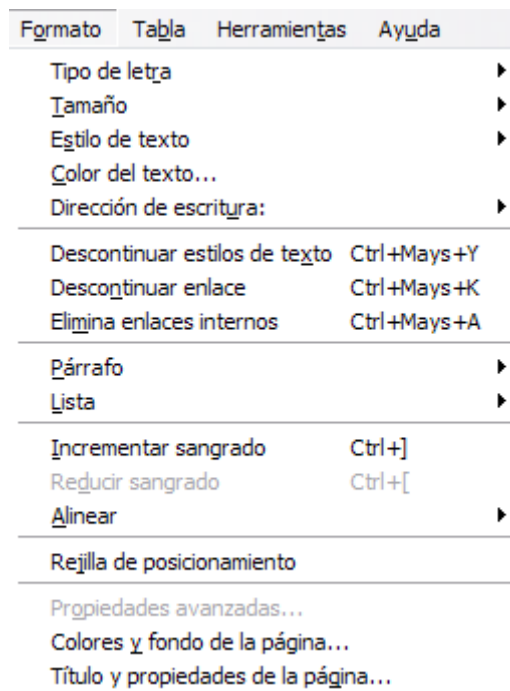 Formato Tabla Herramientas Ayuda
Tipo de letra
Tamaño
Estilo de texto
Color del texto...
Dirección de escritura:
Descontinuar estilos de texto Ctrl+Mays+Y
Descontinuar enlace Ctrl+Mays+K
Elimina enlaces internos Ctrl+Mays+A
Párrafo
Lista
Incrementar sangrado Ctrl+]
Reducir sangrado Ctrl+[
Alinear
Rejilla de posicionamiento
Propiedades avanzadas...
Colores y fondo de la página...
Título y propiedades de la página...